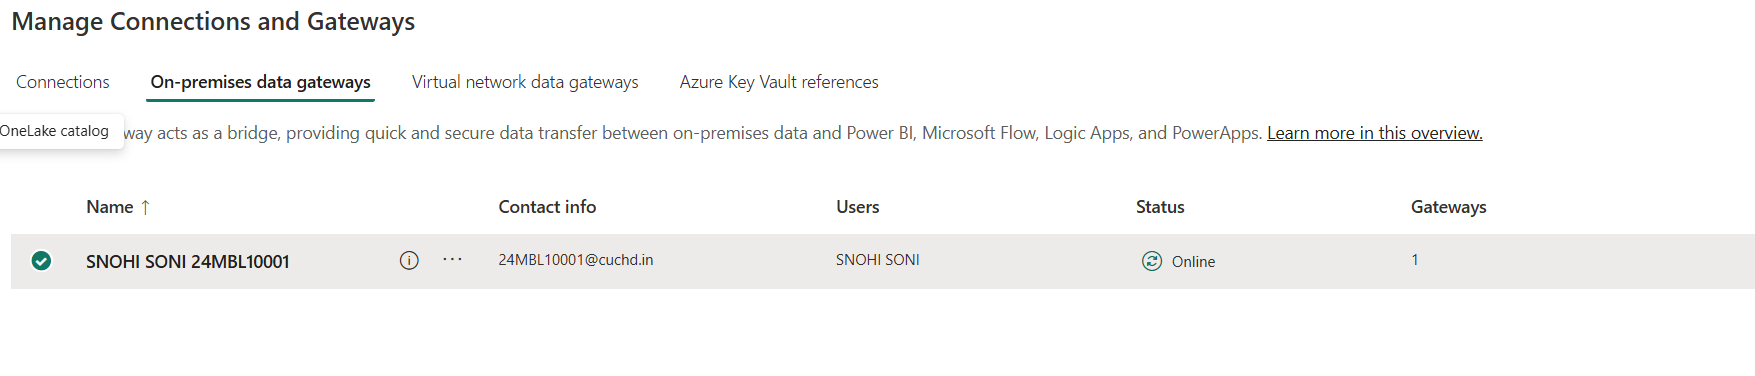 Manage Connections and Gateways
Connections On-premises data gateways Virtual network data gateways Azure Key Vault references
OneLake catalog
way acts as a bridge, providing quick and secure data transfer between on-premises data and Power BI, Microsoft Flow, Logic Apps, and PowerApps. Learn more in this overview.
Name ↑ Contact info Users Status Gateways
SNOHI SONI 24MBL10001 ... 24MBL10001@cuchd.in SNOHI SONI Online 1